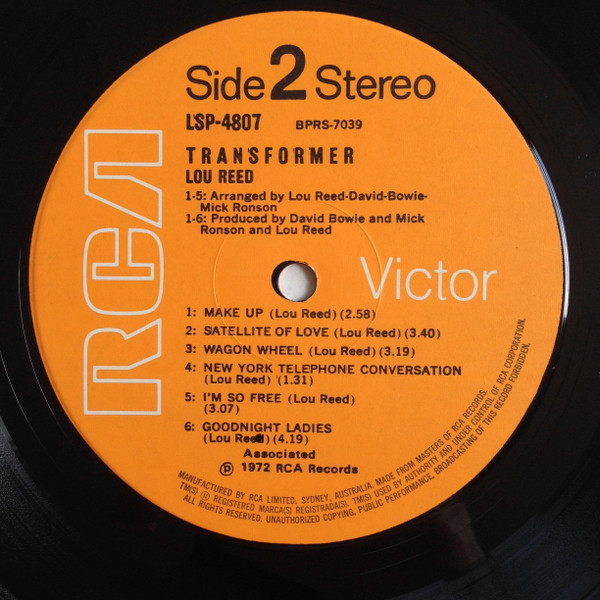 Side 2 Stereo
LSP-4807 BPRS-7039
TRANSFORMER
LOU REED
1-5: Arranged by Lou Reed-David-Bowie-
Mick Ronson
1-6: Produced by David Bowie and Mick
Ronson and Lou Reed
RCA
Victor
1: MAKE UP (Lou Reed) (2.58)
2: SATELLITE OF LOVE (Lou Reed) (3.40)
3: WAGON WHEEL (Lou Reed) (3.19)
4: NEW YORK TELEPHONE CONVERSATION
(Lou Reed) (1.31)
5: I'M SO FREE (Lou Reed)
(3.07)
6: GOODNIGHT LADIES
(Lou Reed) (4.19)
Associated
℗ 1972 RCA Records
MANUFACTURED BY RCA LIMITED, SYDNEY, AUSTRALIA. MADE FROM MASTERS OF RCA RECORDS.
TM(S) ® REGISTERED MARCA(S) REGISTRADA(S) TM(S) USED BY AUTHORITY AND UNDER CONTROL OF RCA CORPORATION.
ALL RIGHTS RESERVED. UNAUTHORIZED COPYING, PUBLIC PERFORMANCE, BROADCASTING OF THIS RECORD FORBIDDEN.